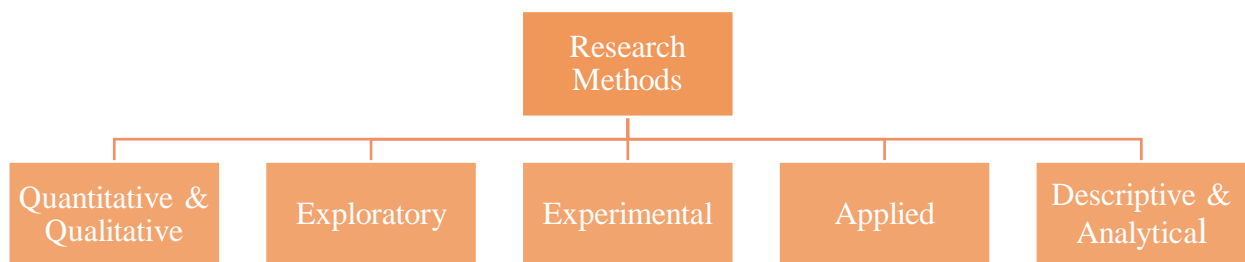 Research
Methods
Quantitative &
Qualitative
Exploratory
Experimental
Applied
Descriptive &
Analytical